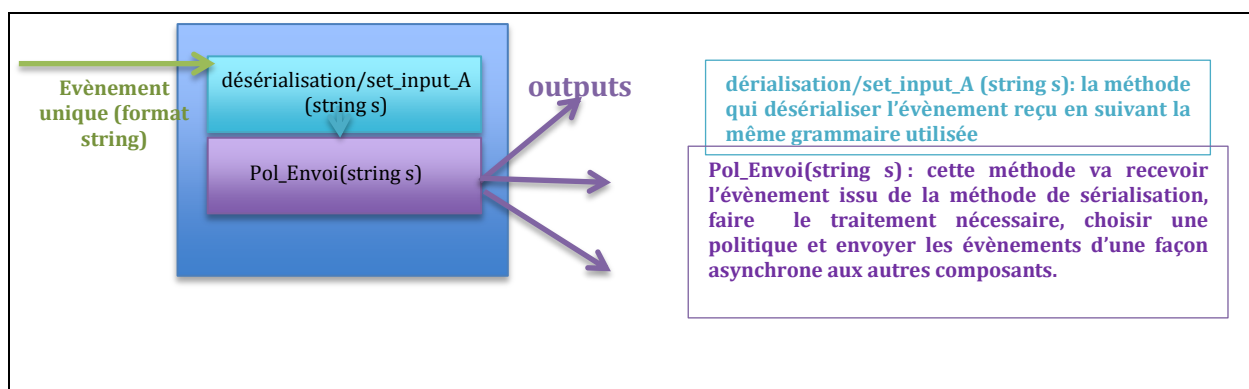 Evènement
unique (format
string)
désérialisation/set_input_A
(string s)
Pol_Envoi(string s)
outputs
dérialisation/set_input_A (string s): la méthode
qui désérialiser l’évènement reçu en suivant la
même grammaire utilisée
Pol_Envoi(string s) : cette méthode va recevoir
l’évènement issu de la méthode de sérialisation,
faire le traitement nécessaire, choisir une
politique et envoyer les évènements d’une façon
asynchrone aux autres composants.